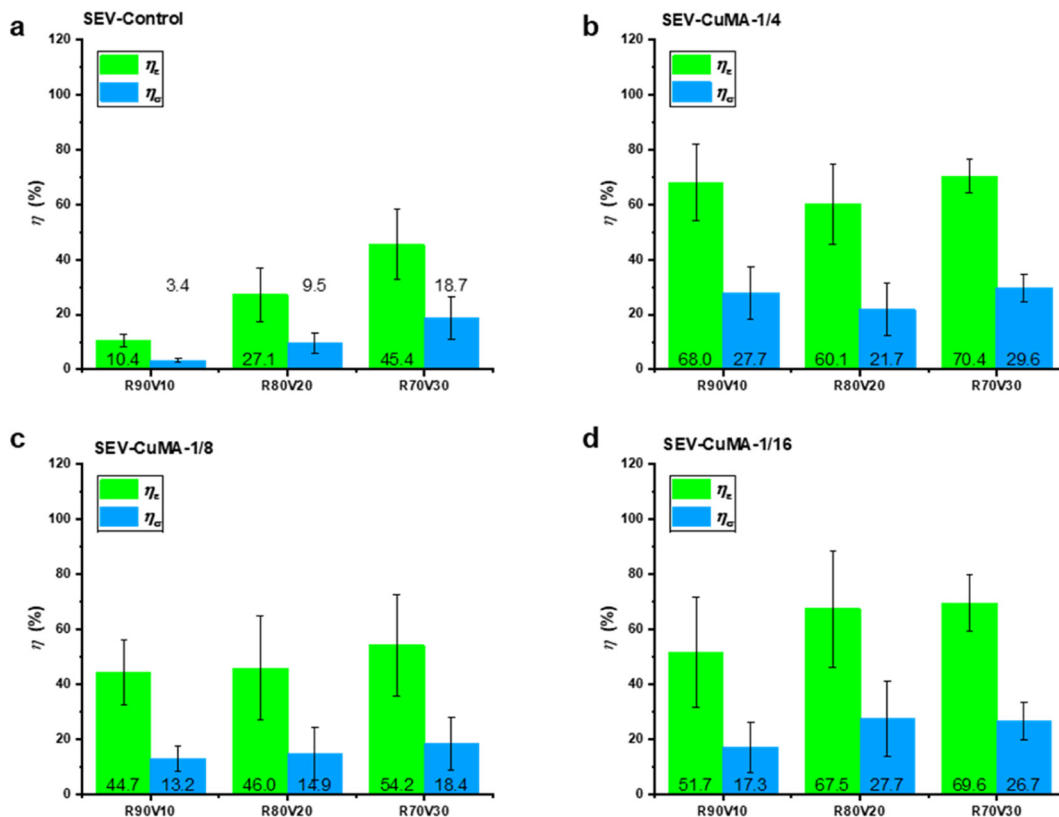 a
SEV-Control
120
100
80
60
40
20
0
η (%)
ηε
ησ
3.4
9.5
18.7
10.4
27.1
45.4
R90V10
R80V20
R70V30
b
SEV-CuMA-1/4
120
100
80
60
40
20
0
η (%)
ηε
ησ
68.0
27.7
60.1
21.7
70.4
29.6
R90V10
R80V20
R70V30
c
SEV-CuMA-1/8
120
100
80
60
40
20
0
η (%)
ηε
ησ
44.7
13.2
46.0
14.9
54.2
18.4
R90V10
R80V20
R70V30
d
SEV-CuMA-1/16
120
100
80
60
40
20
0
η (%)
ηε
ησ
51.7
17.3
67.5
27.7
69.6
26.7
R90V10
R80V20
R70V30